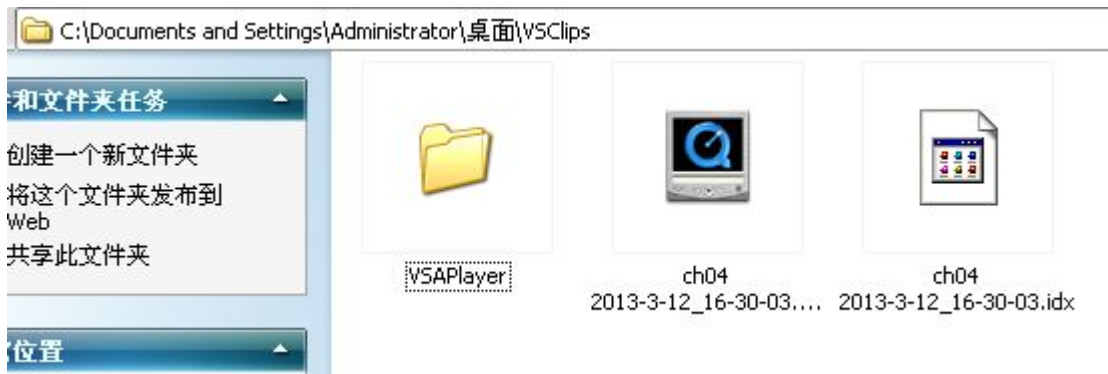 C:\Documents and Settings\Administrator\桌面\VSClips
和文件夹任务
创建一个新文件夹
将这个文件夹发布到
Web
共享此文件夹
位置
VSAPlayer
ch04
2013-3-12_16-30-03....
ch04
2013-3-12_16-30-03.idx